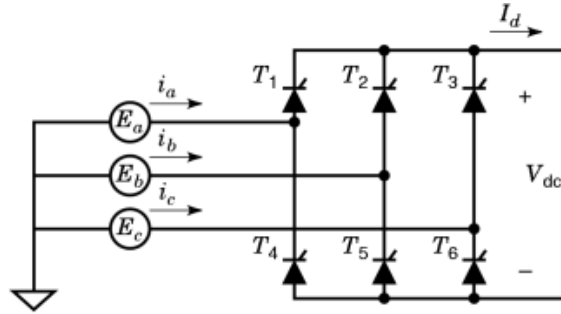 I_d
T_1 T_2 T_3
i_a
E_a
+
i_b
E_b
V_dc
i_c
E_c
T_4 T_5 T_6
−